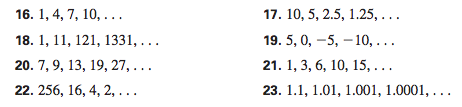 16. 1, 4, 7, 10, . . .
17. 10, 5, 2.5, 1.25, . . .
18. 1, 11, 121, 1331, . . .
19. 5, 0, −5, −10, . . .
20. 7, 9, 13, 19, 27, . . .
21. 1, 3, 6, 10, 15, . . .
22. 256, 16, 4, 2, . . .
23. 1.1, 1.01, 1.001, 1.0001, . . .